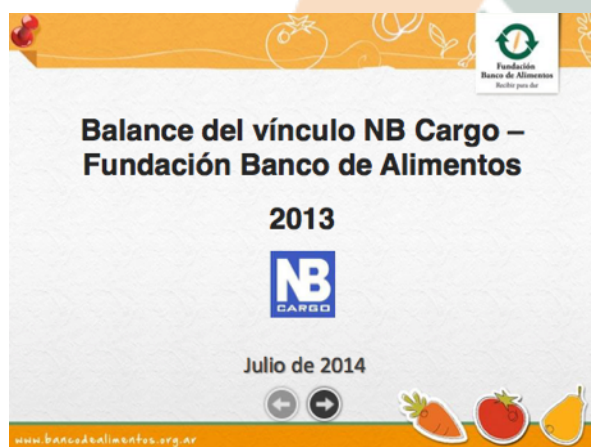 Fundación
Banco de Alimentos
Recibir para dar
Balance del vínculo NB Cargo –
Fundación Banco de Alimentos
2013
NB
CARGO
Julio de 2014
www.bancodealimentos.org.ar